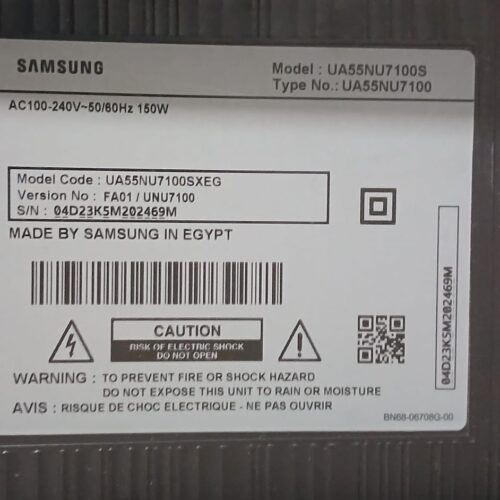 SAMSUNG
Model : UA55NU7100S
Type No.: UA55NU7100
AC100-240V~50/60Hz 150W
Model Code : UA55NU7100SXEG
Version No : FA01 / UNU7100
S/N : 04D23K5M202469M
MADE BY SAMSUNG IN EGYPT
CAUTION
RISK OF ELECTRIC SHOCK
DO NOT OPEN
WARNING : TO PREVENT FIRE OR SHOCK HAZARD
DO NOT EXPOSE THIS UNIT TO RAIN OR MOISTURE
AVIS : RISQUE DE CHOC ELECTRIQUE - NE PAS OUVRIR
04D23K5M202469M
BN68-06708G-00